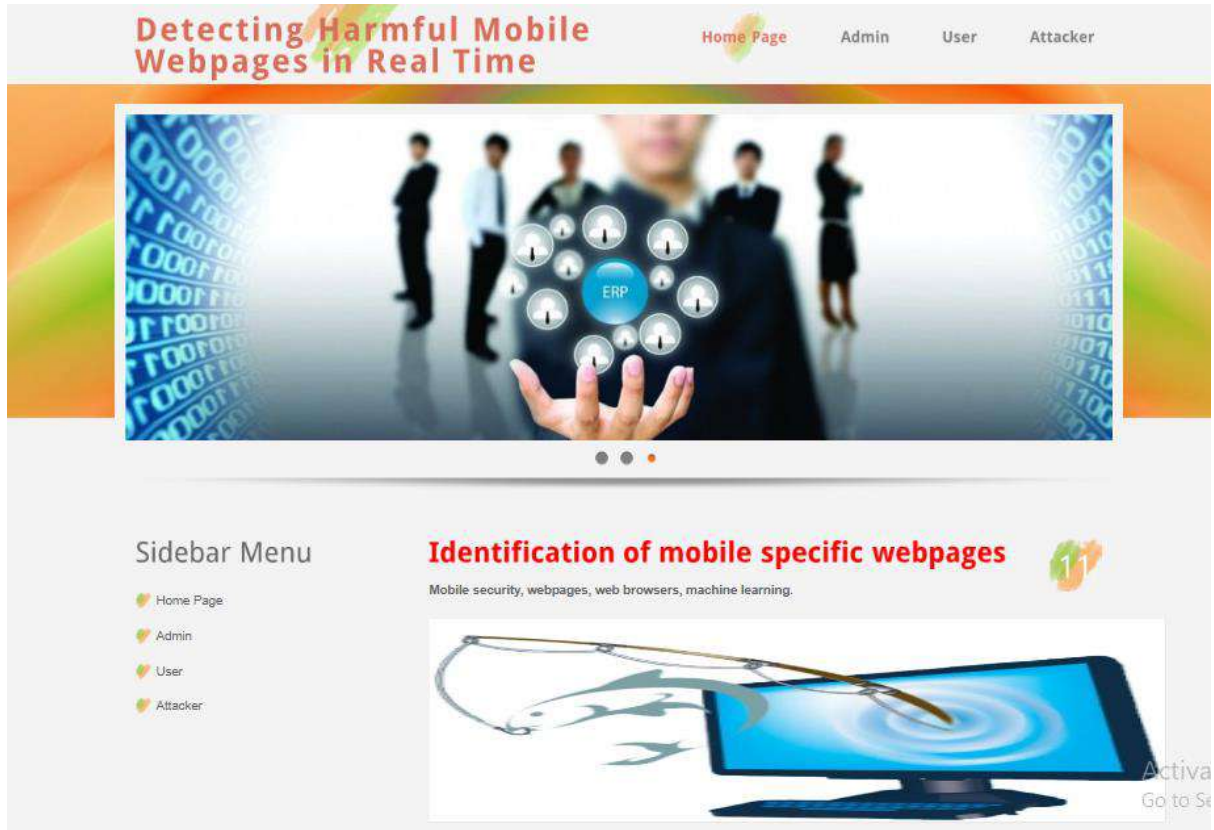 Detecting Harmful Mobile
Webpages in Real Time
Home Page Admin User Attacker
ERP
Sidebar Menu
Home Page
Admin
User
Attacker
Identification of mobile specific webpages
11
Mobile security, webpages, web browsers, machine learning.
Activa
Go to Se